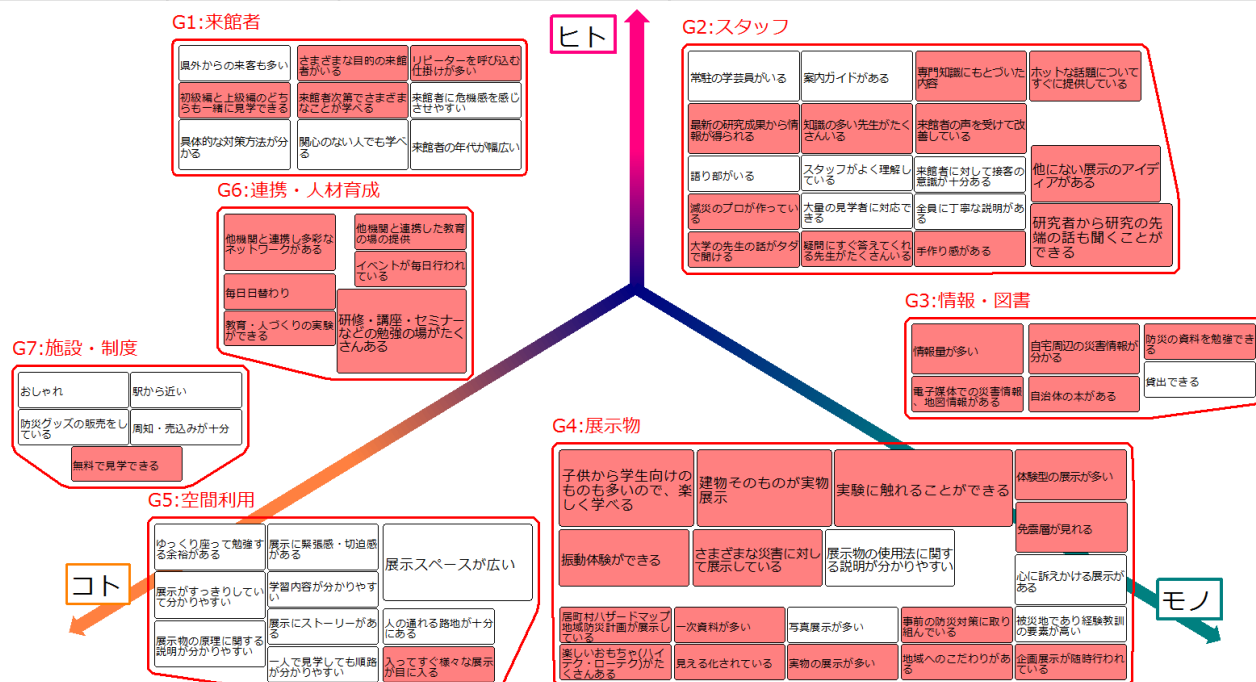 G1:来館者
県外からの来客も多い
さまざまな目的の来館
者がいる
リピーターを呼び込む
仕掛けが多い
初級編と上級編のどち
らも一緒に見学できる
来館者次第でさまざま
なことが学べる
来館者に危機感を感じ
させやすい
具体的な対策方法が分
かる
関心のない人でも学べ
る
来館者の年代が幅広い
ヒト
G2:スタッフ
常駐の学芸員がいる
案内ガイドがある
専門知識にもとづいた
内容
ホットな話題について
すぐに提供している
最新の研究成果から情
報が得られる
知識の多い先生がたく
さんいる
来館者の声を受けて改
善している
語り部がいる
スタッフがよく理解し
ている
来館者に対して接客の
意識が十分ある
他にない展示のアイデ
ィアがある
減災のプロが作ってい
る
大量の見学者に対応で
きる
全員に丁寧な説明があ
る
研究者から研究の先
端の話も聞くことが
できる
大学の先生の話がタダ
で聞ける
疑問にすぐ答えてくれ
る先生がたくさんいる
手作り感がある
G6:連携・人材育成
他機関と連携し多彩な
ネットワークがある
他機関と連携した教育
の場の提供
イベントが毎日行われ
ている
毎日日替わり
教育・人づくりの実験
ができる
研修・講座・セミナー
などの勉強の場がたく
さんある
G3:情報・図書
情報量が多い
自宅周辺の災害情報が
分かる
防災の資料を勉強でき
る
電子媒体での災害情報
、地図情報がある
自治体の本がある
貸出できる
G7:施設・制度
おしゃれ
駅から近い
防災グッズの販売をし
ている
周知・売込みが十分
無料で見学できる
G4:展示物
子供から学生向けの
ものも多いので、楽
しく学べる
建物そのものが実物
展示
実験に触れることができる
体験型の展示が多い
免震層が見れる
振動体験ができる
さまざまな災害に対し
て展示している
展示物の使用法に関す
る説明が分かりやすい
心に訴えかける展示が
ある
居町村ハザードマップ
地域防災計画が展示し
ている
一次資料が多い
写真展示が多い
事前の防災対策に取り
組んでいる
被災地であり経験教訓
の要素が高い
楽しいおもちゃ(ハイ
テク・ローテク)がた
くさんある
見える化されている
実物の展示が多い
地域へのこだわりがあ
る
企画展示が随時行われ
ている
G5:空間利用
ゆっくり座って勉強す
る余裕がある
展示に緊張感・切迫感
がある
展示スペースが広い
展示がすっきりしてい
て分かりやすい
学習内容が分かりやす
い
展示にストーリーがあ
る
人の通れる路地が十分
にある
展示物の原理に関する
説明が分かりやすい
一人で見学しても順路
が分かりやすい
入ってすぐ様々な展示
が目に入る
コト
モノ